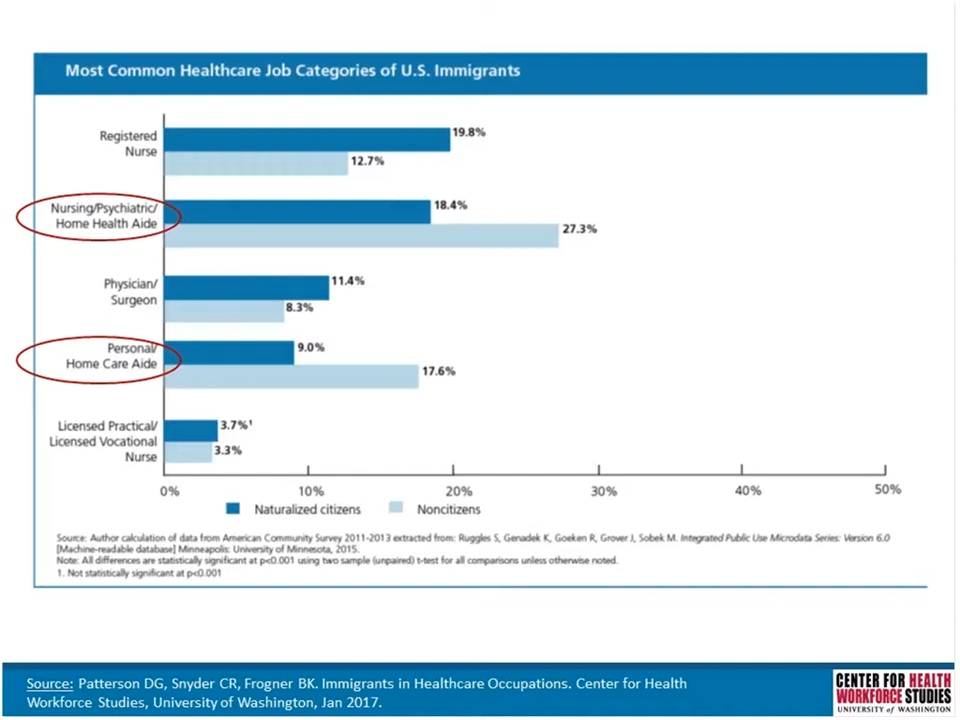 Most Common Healthcare Job Categories of U.S. Immigrants
Registered
Nurse
19.8%
12.7%
Nursing/Psychiatric/
Home Health Aide
18.4%
27.3%
Physician/
Surgeon
11.4%
8.3%
Personal/
Home Care Aide
9.0%
17.6%
Licensed Practical/
Licensed Vocational
Nurse
3.7%¹
3.3%
0% 10% 20% 30% 40% 50%
Naturalized citizens Noncitizens
Source: Author calculation of data from American Community Survey 2011-2013 extracted from: Ruggles S, Genadek K, Goeken R, Grover J, Sobek M. Integrated Public Use Microdata Series: Version 6.0
[Machine-readable database] Minneapolis: University of Minnesota, 2015.
Note: All differences are statistically significant at p<0.001 using two sample (unpaired) t-test for all comparisons unless otherwise noted.
1. Not statistically significant at p<0.001
Source: Patterson DG, Snyder CR, Frogner BK. Immigrants in Healthcare Occupations. Center for Health
Workforce Studies, University of Washington, Jan 2017.
CENTER FOR HEALTH
WORKFORCE STUDIES
UNIVERSITY of WASHINGTON